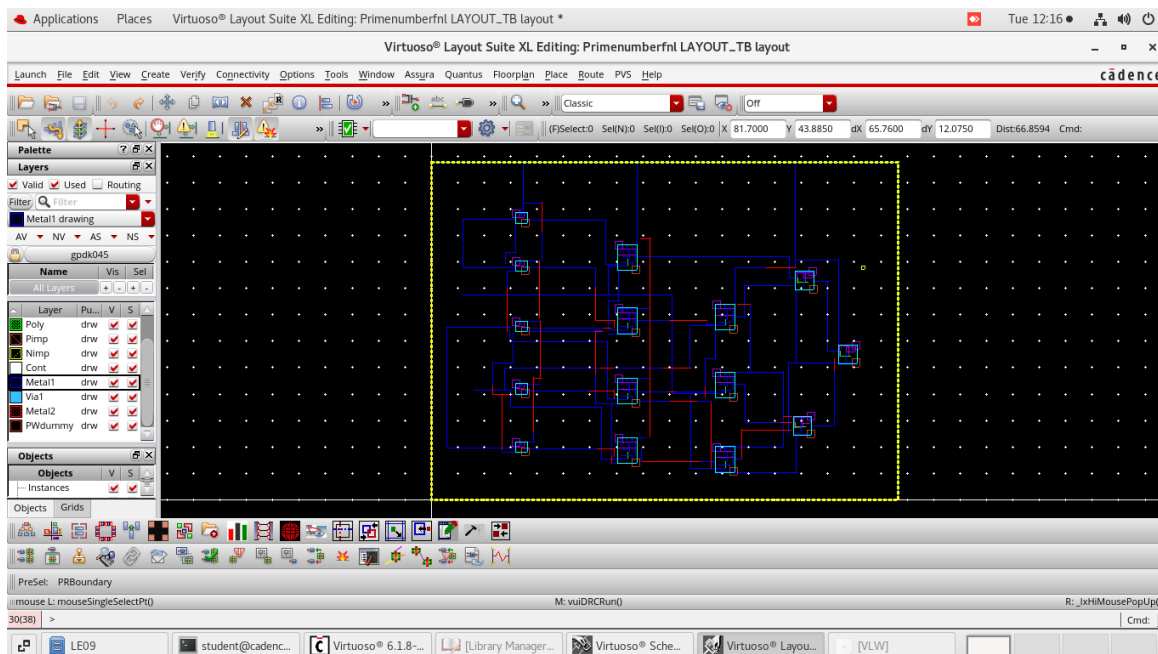 Applications Places Virtuoso® Layout Suite XL Editing: Primenumberfnl LAYOUT_TB layout * Tue 12:16
Virtuoso® Layout Suite XL Editing: Primenumberfnl LAYOUT_TB layout
Launch File Edit View Create Verify Connectivity Options Tools Window Assura Quantus Floorplan Place Route PVS Help cādence
» abc » » Classic Off
» (F)Select:0 Sel(N):0 Sel(I):0 Sel(O):0 X 81.7000 Y 43.8850 dX 65.7600 dY 12.0750 Dist:66.8594 Cmd:
Palette ?
Layers
Valid Used Routing
Filter Filter
Metal1 drawing
AV NV AS NS
gpdk045
Name Vis Sel
All Layers + - + -
Layer Pu... V S
Poly drw
Pimp drw
Nimp drw
Cont drw
Metal1 drw
Via1 drw
Metal2 drw
PWdummy drw
Objects
Objects V S
Instances
Objects Grids
PreSel: PRBoundary
mouse L: mouseSingleSelectPt() M: vuiDRCRun() R: _lxHiMousePopUp(
30(38) > Cmd:
LE09 student@cadenc... Virtuoso® 6.1.8-... [Library Manager... Virtuoso® Sche... Virtuoso® Layou... [VLW]